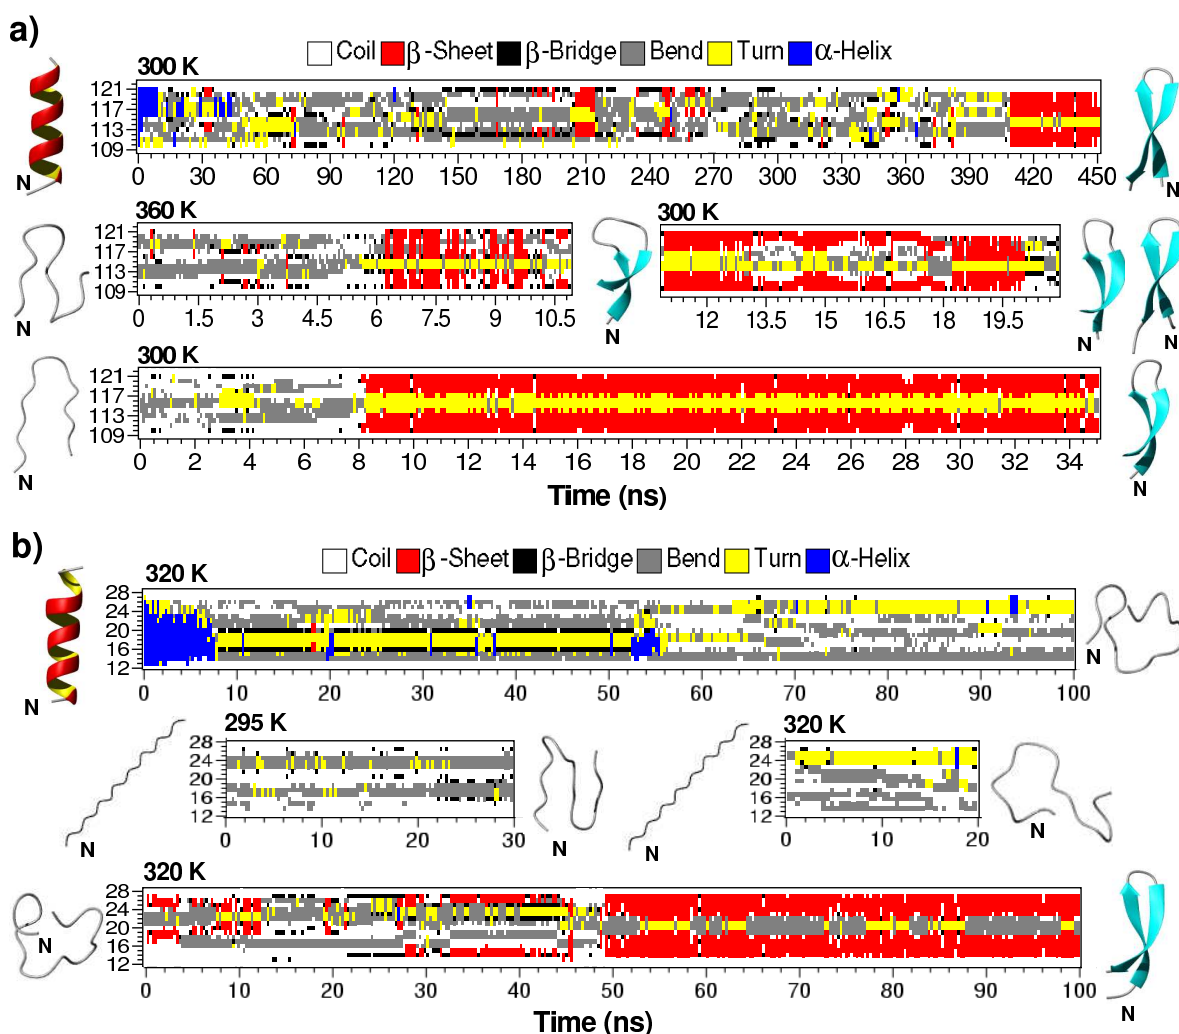 a)
Coil β-Sheet β-Bridge Bend Turn α-Helix
300 K
121
117
113
109
0 30 60 90 120 150 180 210 240 270 300 330 360 390 420 450
N
N
360 K
121
117
113
109
0 1.5 3 4.5 6 7.5 9 10.5
N
N
300 K
12 13.5 15 16.5 18 19.5
N
N
300 K
121
117
113
109
0 2 4 6 8 10 12 14 16 18 20 22 24 26 28 30 32 34
N
N
Time (ns)
b)
Coil β-Sheet β-Bridge Bend Turn α-Helix
320 K
28
24
20
16
12
0 10 20 30 40 50 60 70 80 90 100
N
N
295 K
28
24
20
16
12
0 10 20 30
N
N
320 K
28
24
20
16
12
0 10 20
N
N
320 K
28
24
20
16
12
0 10 20 30 40 50 60 70 80 90 100
N
N
Time (ns)